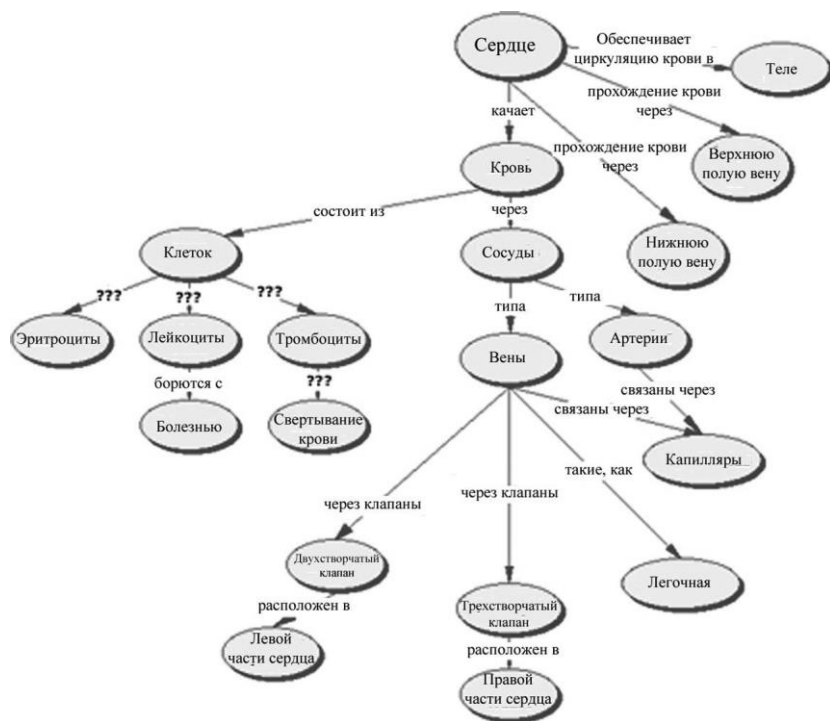 Сердце
Обеспечивает
циркуляцию крови в
Теле
качает
прохождение крови
через
прохождение крови
через
Верхнюю
полую вену
Кровь
состоит из
через
Нижнюю
полую вену
Клеток
Сосуды
???
???
???
типа
типа
Эритроциты
Лейкоциты
Тромбоциты
Вены
Артерии
борются с
???
связаны через
связаны через
Болезнью
Свертывание
крови
Капилляры
такие, как
через клапаны
через клапаны
Двухстворчатый
клапан
Легочная
расположен в
Трехстворчатый
клапан
Левой
части сердца
расположен в
Правой
части сердца